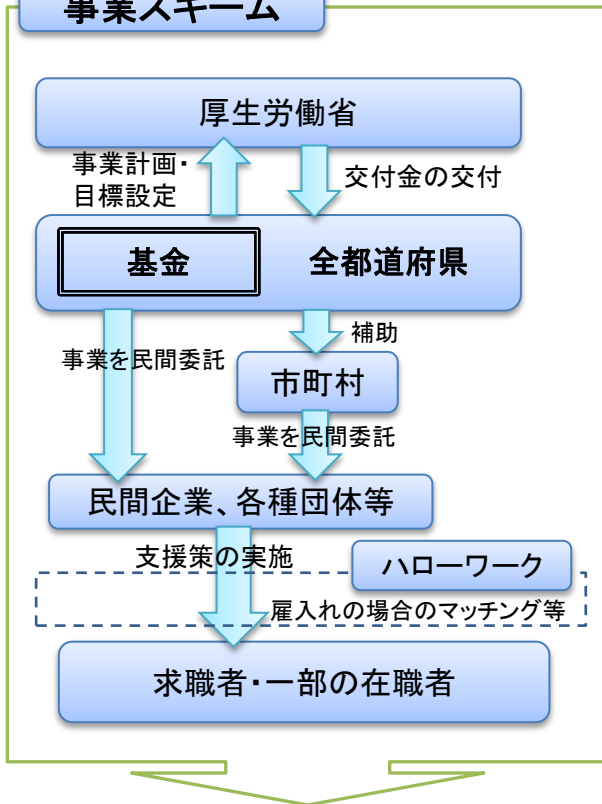 事業スキーム
厚生労働省
事業計画・
目標設定
交付金の交付
基金
全都道府県
補助
事業を民間委託
市町村
事業を民間委託
民間企業、各種団体等
支援策の実施
ハローワーク
雇入れの場合のマッチング等
求職者・一部の在職者